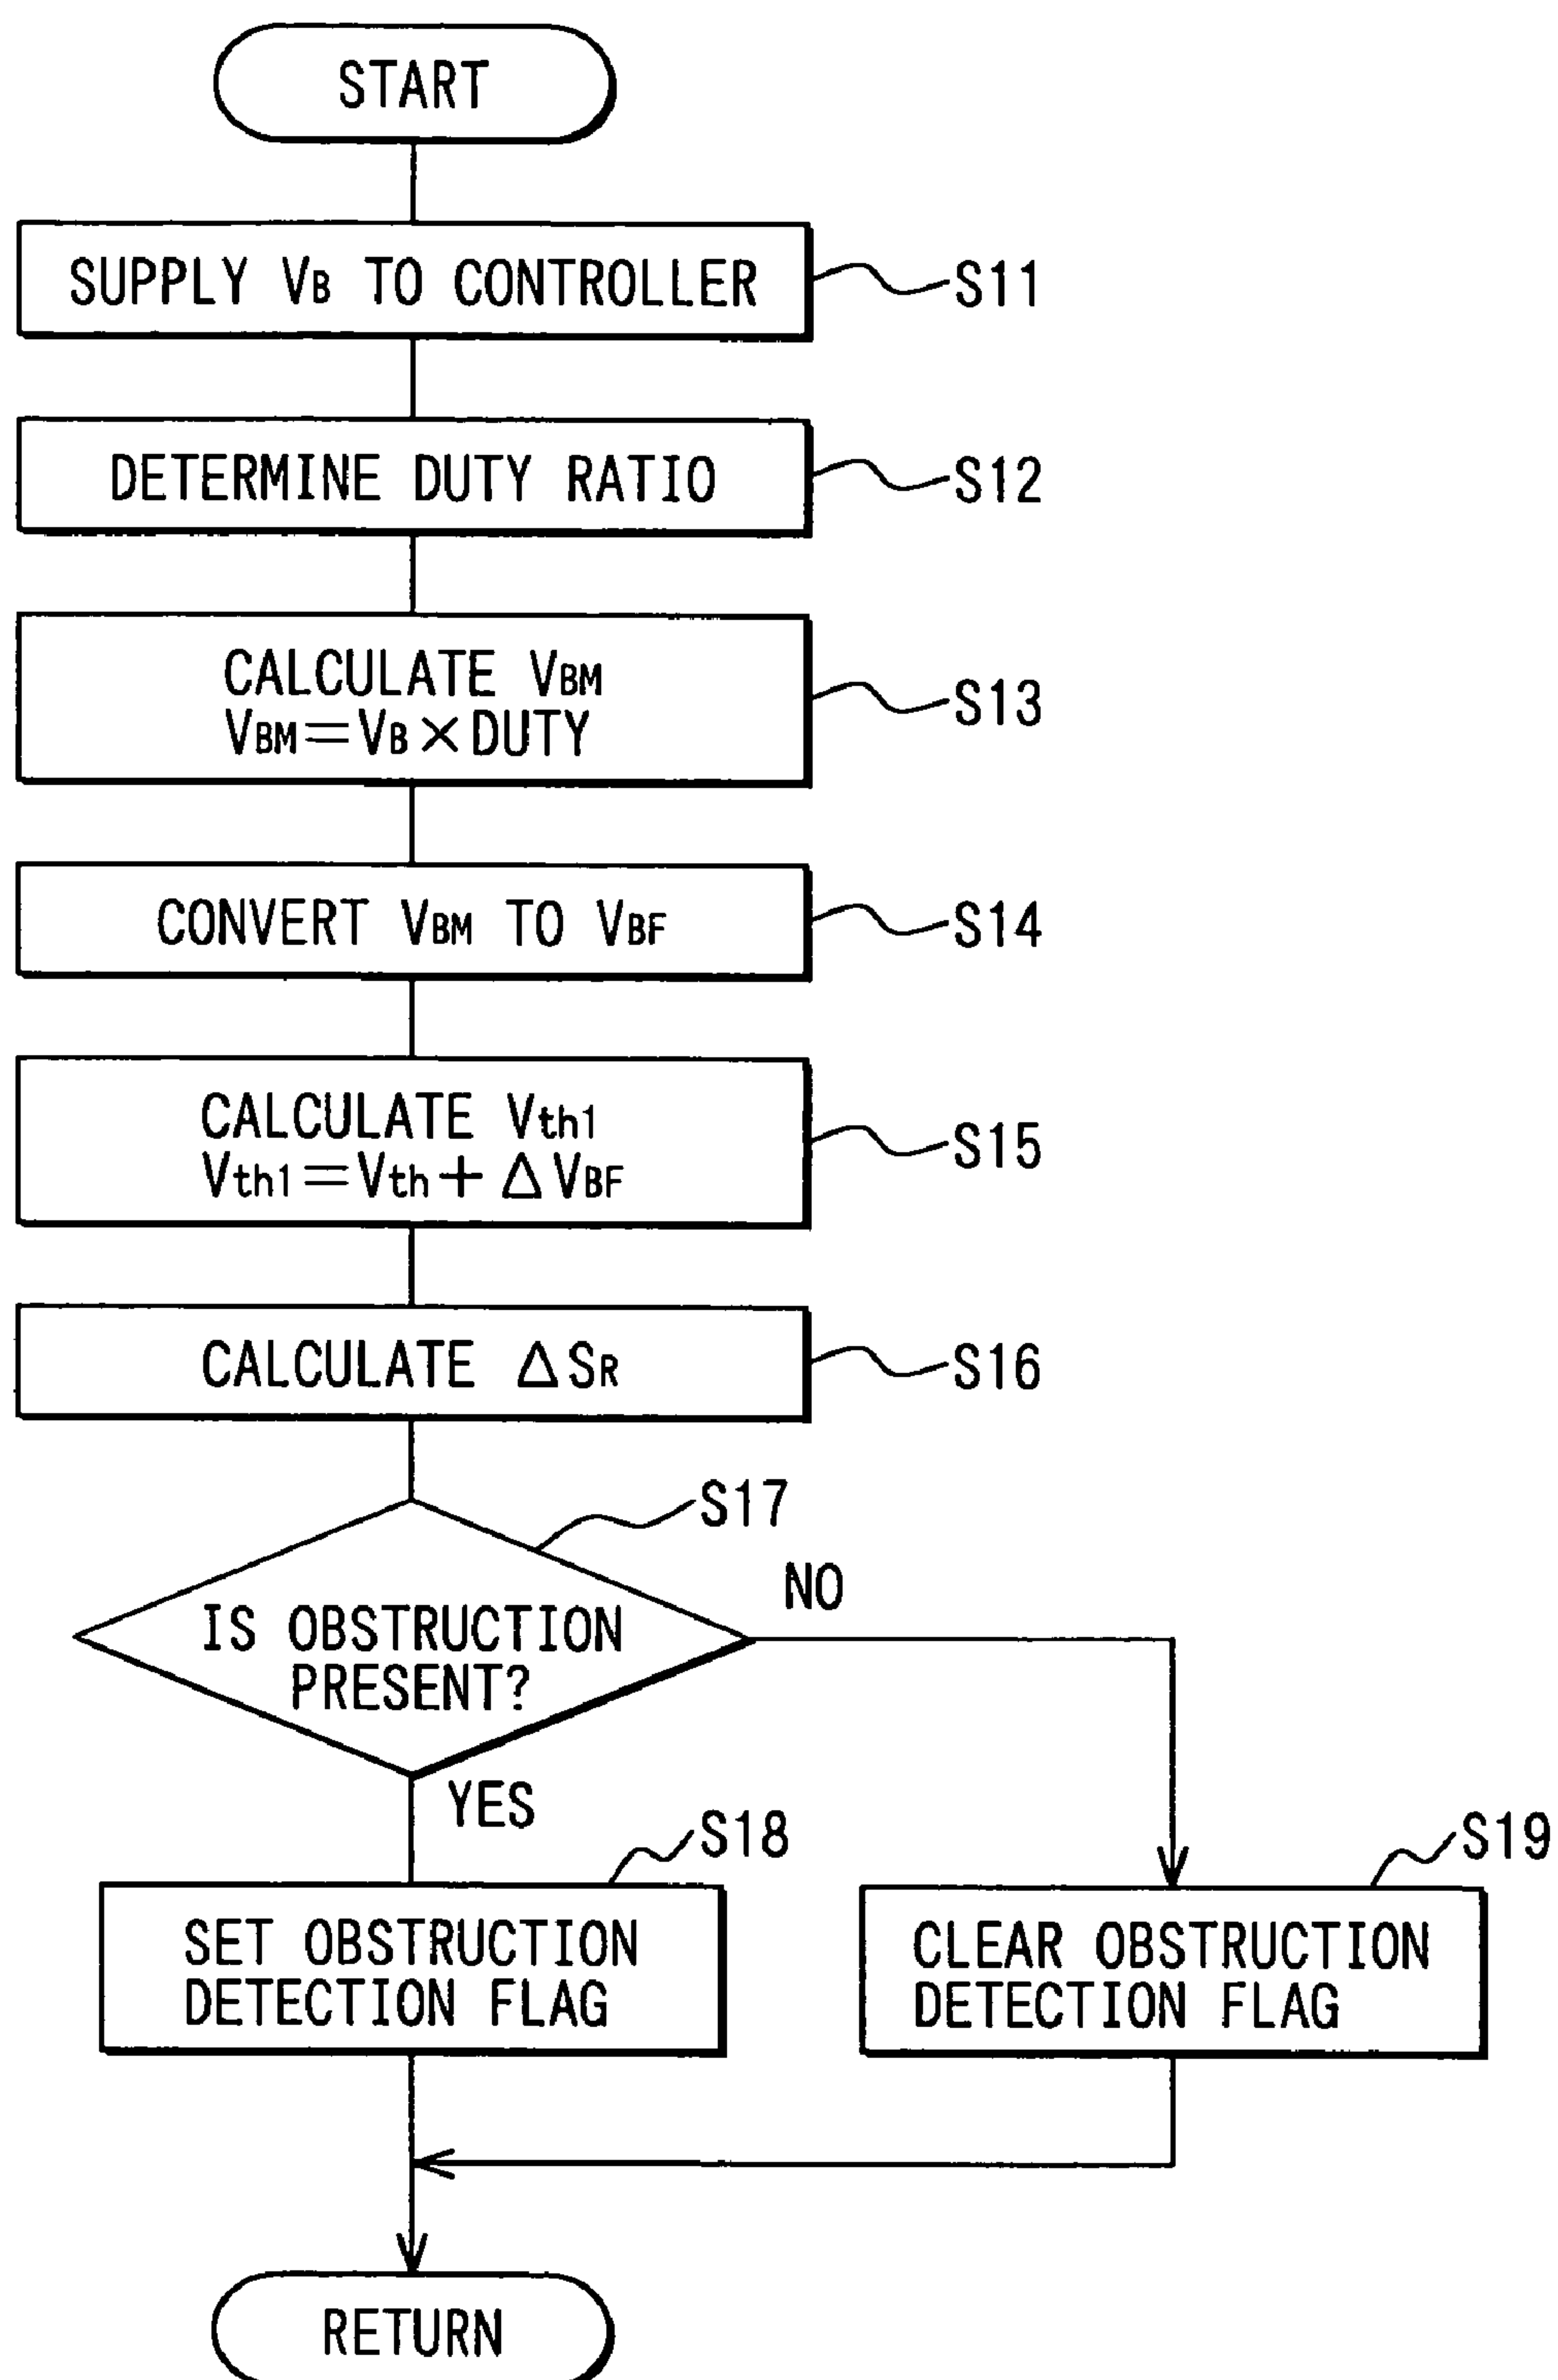 START
SUPPLY VB TO CONTROLLER
S11
DETERMINE DUTY RATIO
S12
CALCULATE VBM
VBM=VB×DUTY
S13
CONVERT VBM TO VBF
S14
CALCULATE Vth1
Vth1=Vth+ΔVBF
S15
CALCULATE ΔSR
S16
S17
IS OBSTRUCTION
PRESENT?
NO
YES
S18
SET OBSTRUCTION
DETECTION FLAG
S19
CLEAR OBSTRUCTION
DETECTION FLAG
RETURN